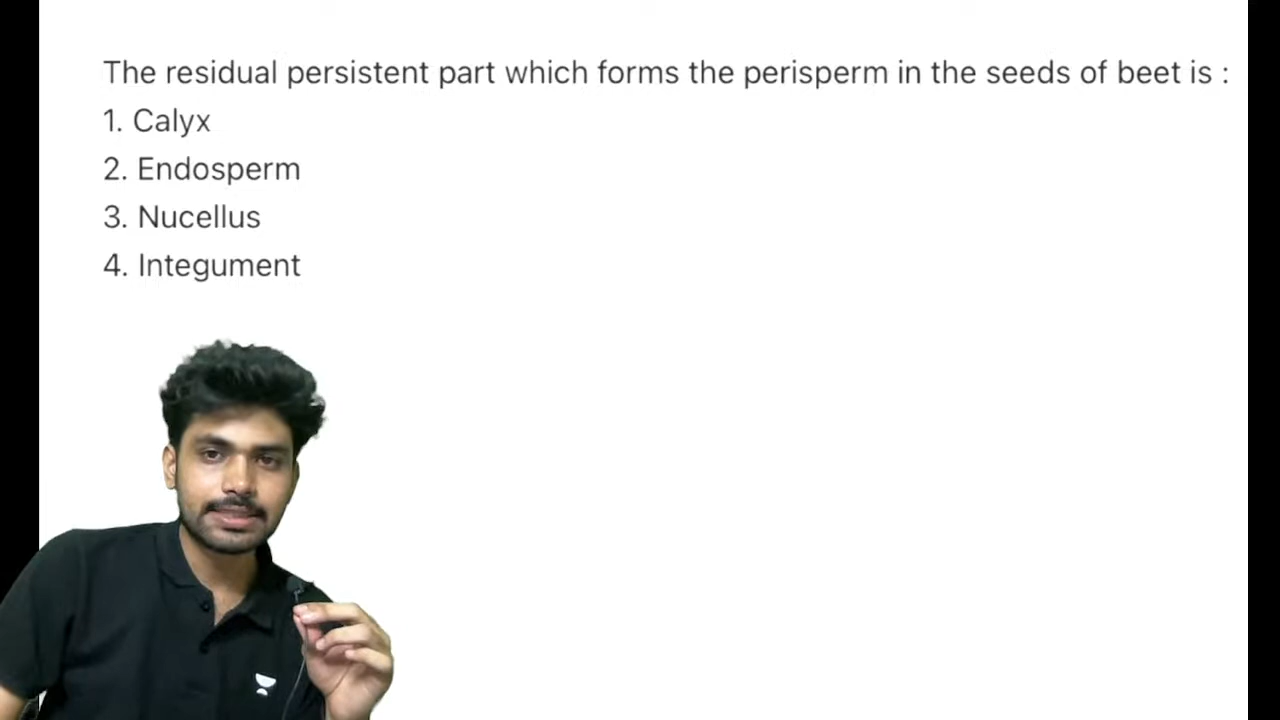 The residual persistent part which forms the perisperm in the seeds of beet is :
1. Calyx
2. Endosperm
3. Nucellus
4. Integument